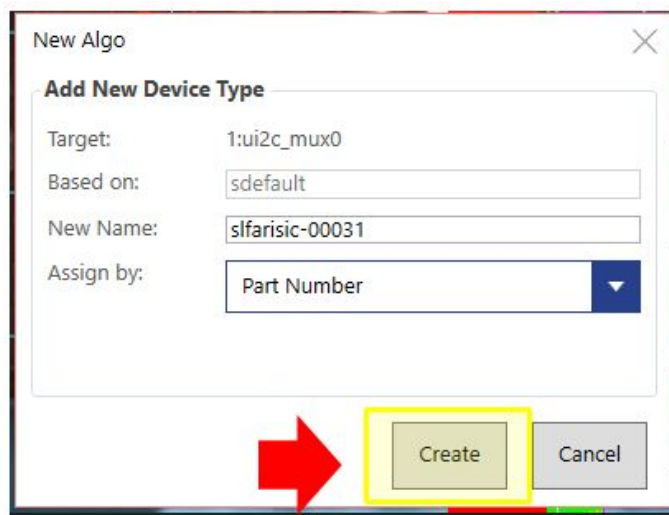 New Algo
Add New Device Type
Target: 1:ui2c_mux0
Based on: sdefault
New Name: slfarisic-00031
Assign by: Part Number
Create Cancel